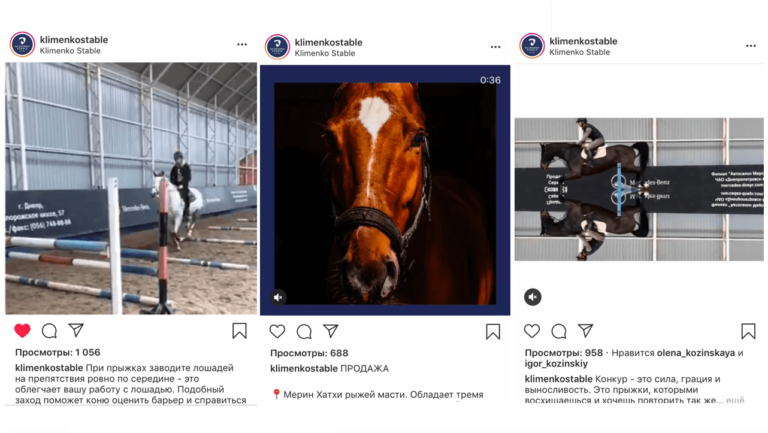 klimenkostable
Klimenko Stable
г. Днепр,
порожское шоссе, 57
/факс: (056) 748-88-88
Mercedes-Benz
Просмотры: 1 056
klimenkostable При прыжках заводите лошадей
на препятствия ровно по середине - это
облегчает вашу работу с лошадью. Подобный
заход поможет коню оценить барьер и справиться
klimenkostable
Klimenko Stable
0:36
Просмотры: 688
klimenkostable ПРОДАЖА
📍Мерин Хатхи рыжей масти. Обладает тремя
klimenkostable
Klimenko Stable
mercedes-benz.com
Просмотры: 958 · Нравится olena_kozinskaya и
igor_kozinskiy
klimenkostable Конкур - это сила, грация и
выносливость. Это прыжки, которыми
восхищаешься и хочешь повторить так же... ещё